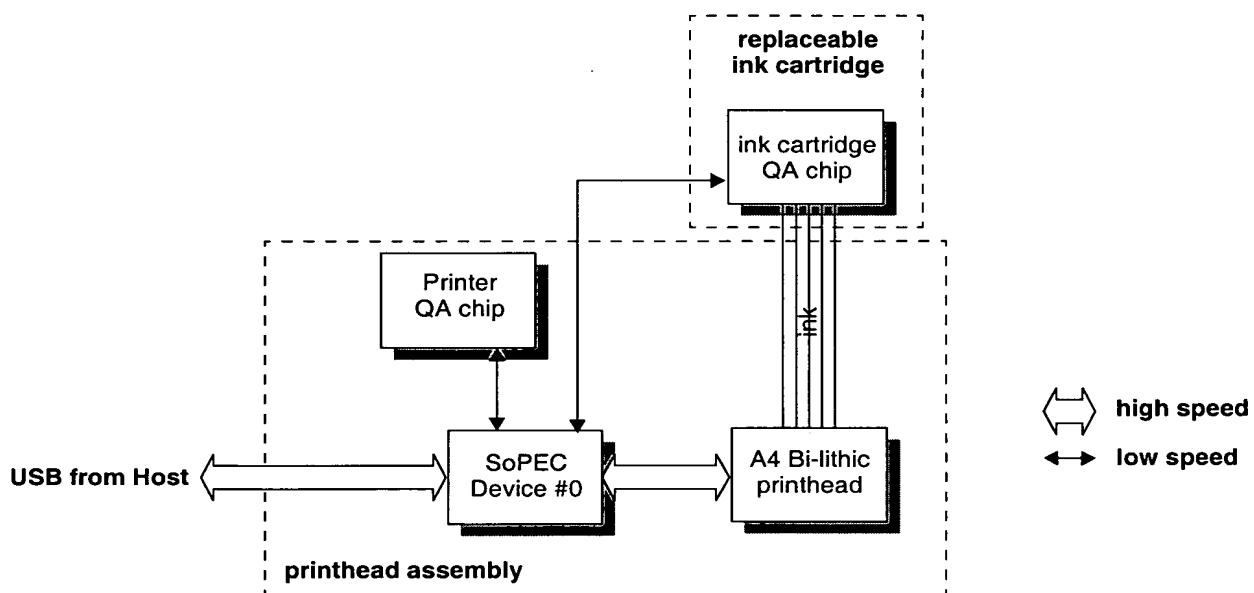 replaceable
ink cartridge
ink cartridge
QA chip
Printer
QA chip
ink
high speed
low speed
USB from Host
SoPEC
Device #0
A4 Bi-lithic
printhead
printhead assembly